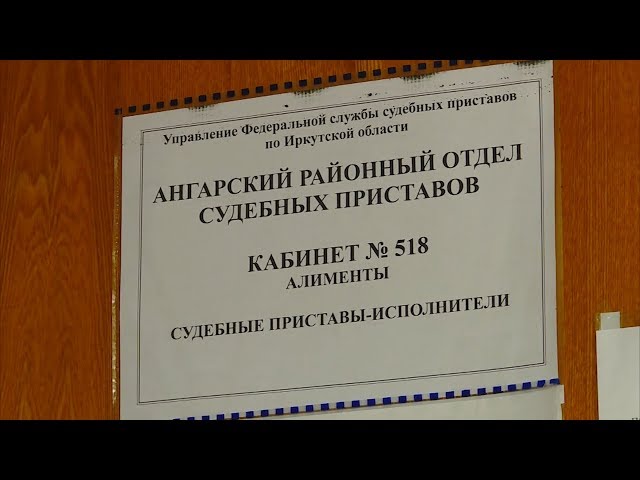 Управление Федеральной службы судебных приставов
по Иркутской области
АНГАРСКИЙ РАЙОННЫЙ ОТДЕЛ
СУДЕБНЫХ ПРИСТАВОВ
КАБИНЕТ № 518
АЛИМЕНТЫ
СУДЕБНЫЕ ПРИСТАВЫ-ИСПОЛНИТЕЛИ